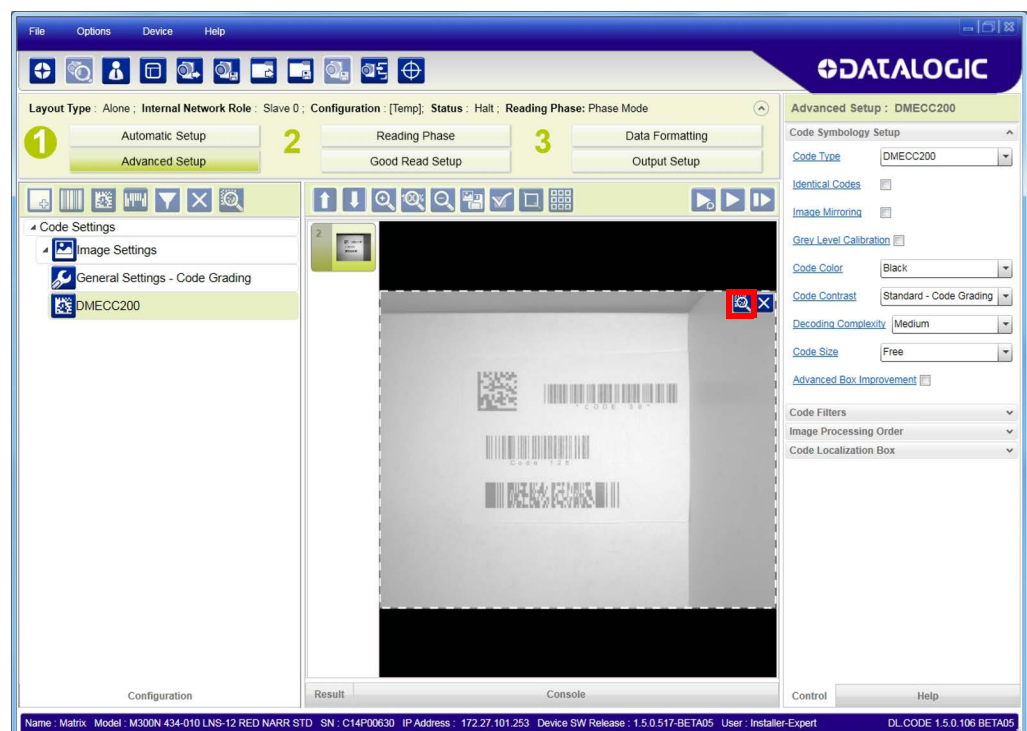 File Options Device Help
DATALOGIC
Layout Type : Alone ; Internal Network Role : Slave 0 ; Configuration : [Temp]; Status : Halt ; Reading Phase: Phase Mode
1 Automatic Setup 2 Reading Phase 3 Data Formatting
Advanced Setup Good Read Setup Output Setup
Code Settings
Image Settings
General Settings - Code Grading
DMECC200
Configuration
2
*CODE 39*
Code 128
Result Console
Advanced Setup : DMECC200
Code Symbology Setup
Code Type DMECC200
Identical Codes
Image Mirroring
Grey Level Calibration
Code Color Black
Code Contrast Standard - Code Grading
Decoding Complexity Medium
Code Size Free
Advanced Box Improvement
Code Filters
Image Processing Order
Code Localization Box
Control Help
Name : Matrix Model : M300N 434-010 LNS-12 RED NARR STD SN : C14P00630 IP Address : 172.27.101.253 Device SW Release : 1.5.0.517-BETA05 User : Installer-Expert DL.CODE 1.5.0.106 BETA05